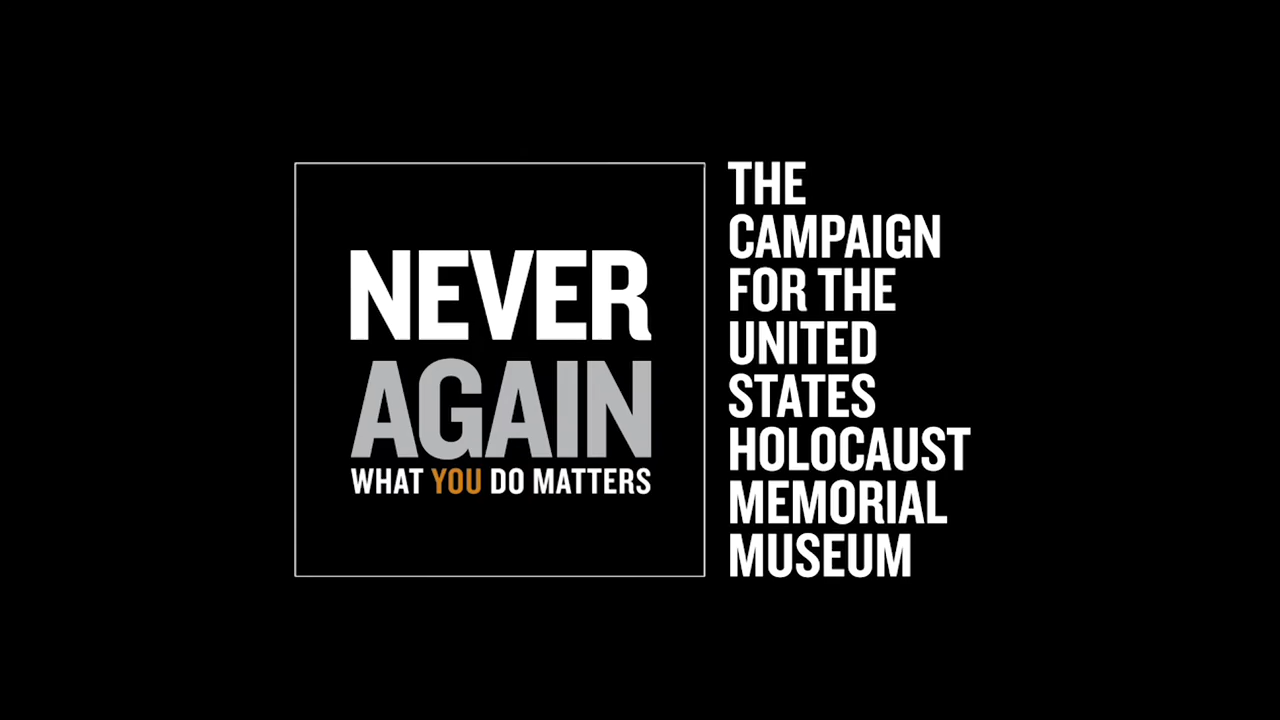 NEVER
AGAIN
WHAT YOU DO MATTERS
THE
CAMPAIGN
FOR THE
UNITED
STATES
HOLOCAUST
MEMORIAL
MUSEUM